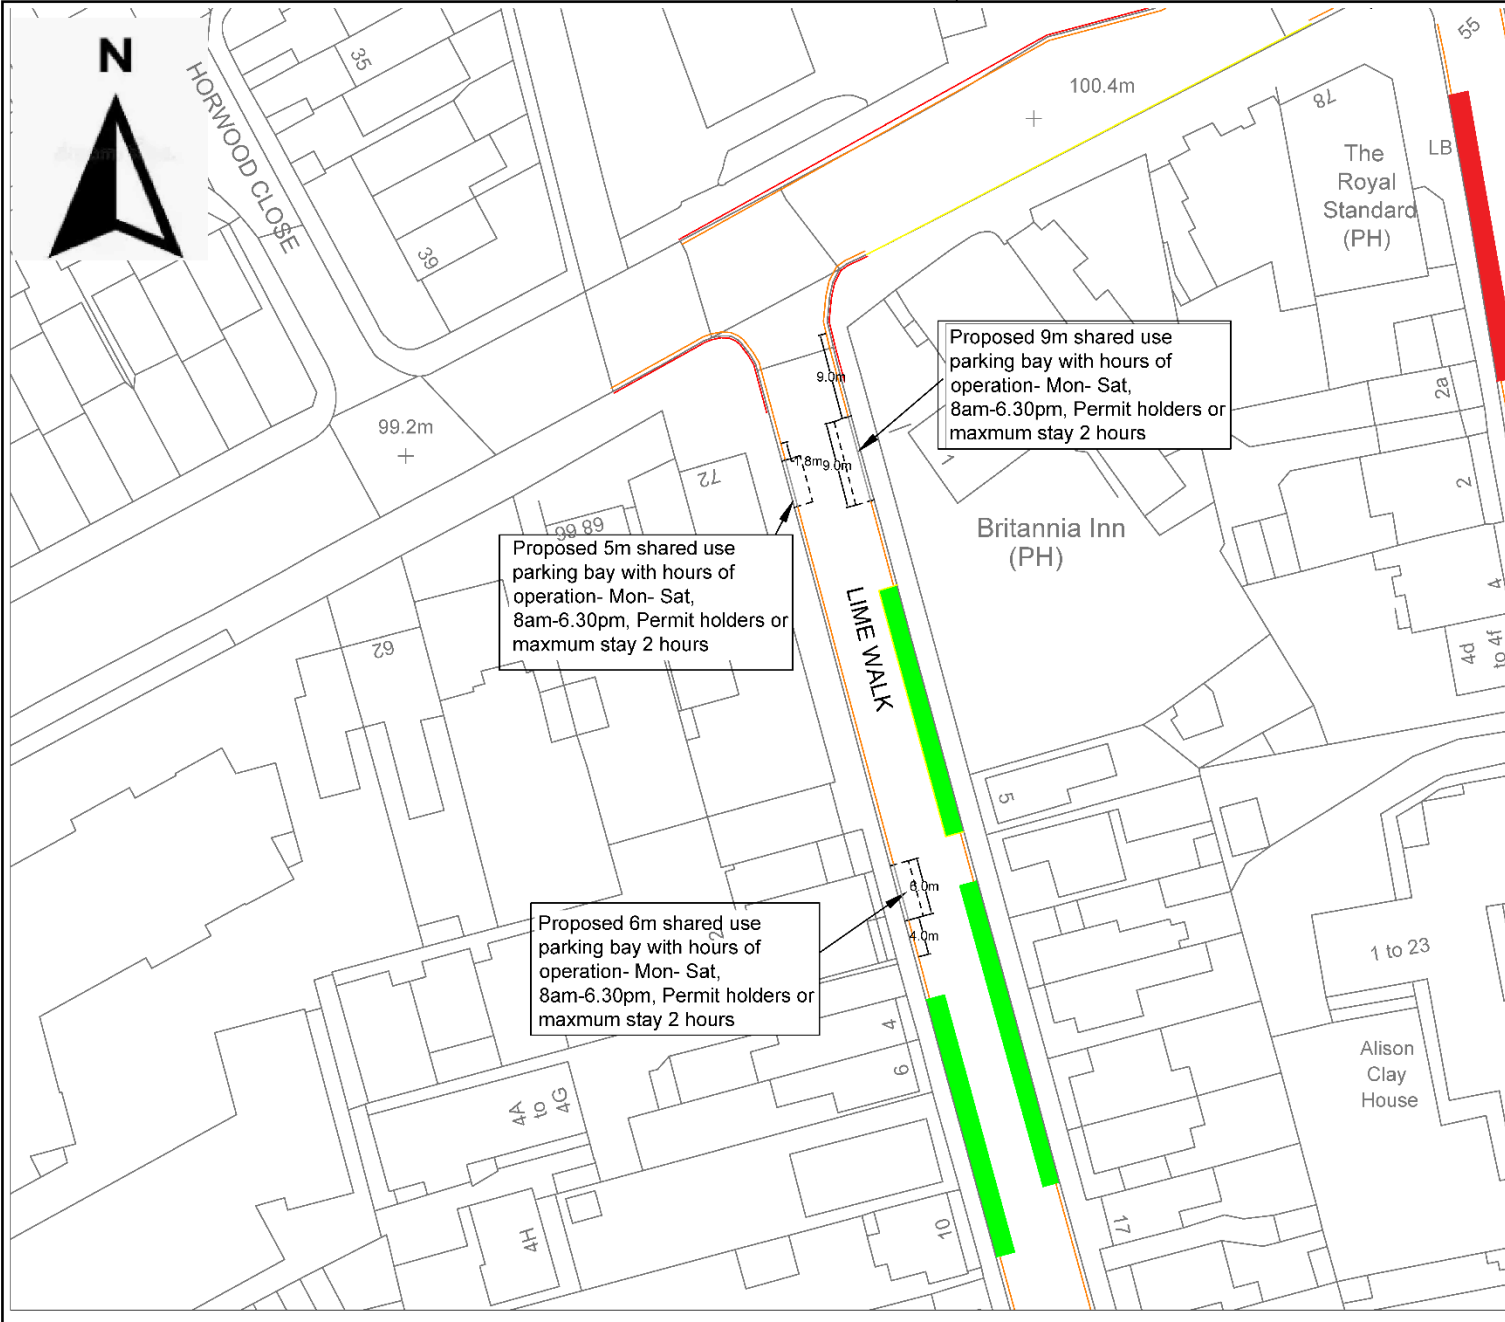 N
HORWOOD CLOSE
35
39
100.4m
55
78
The
Royal
Standard
(PH)
LB
2a
2
4
4d
to 4f
99.2m
9.0m
Proposed 9m shared use
parking bay with hours of
operation- Mon- Sat,
8am-6.30pm, Permit holders or
maxmum stay 2 hours
1.8m
9.0m
1
72
68 66
Britannia Inn
(PH)
Proposed 5m shared use
parking bay with hours of
operation- Mon- Sat,
8am-6.30pm, Permit holders or
maxmum stay 2 hours
62
LIME WALK
5
6.0m
4.0m
Proposed 6m shared use
parking bay with hours of
operation- Mon- Sat,
8am-6.30pm, Permit holders or
maxmum stay 2 hours
2
4
6
4A
to
4G
4H
10
17
1 to 23
Alison
Clay
House